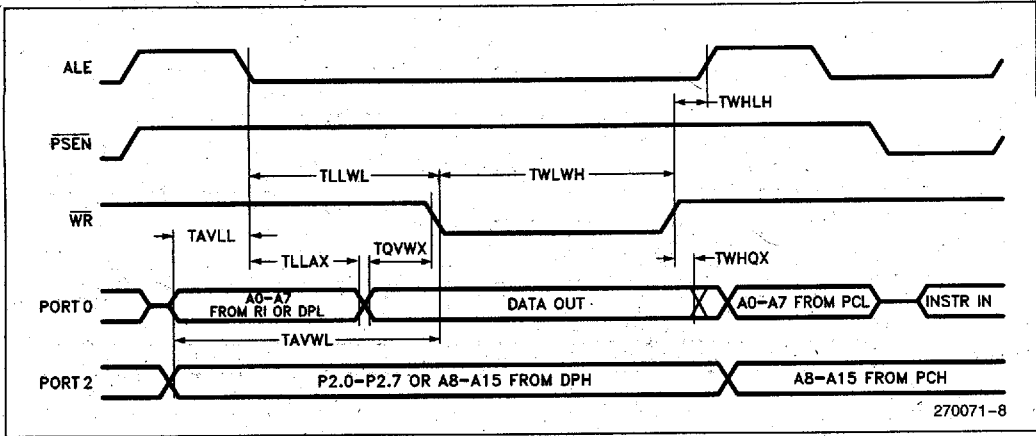 ALE
TWHLH
PSEN
TLLWL
TWLWH
WR
TAVLL
TLLAX
TQVWX
TWHQX
PORT 0
A0-A7
FROM RI OR DPL
DATA OUT
A0-A7 FROM PCL
INSTR IN
TAVWL
PORT 2
P2.0-P2.7 OR A8-A15 FROM DPH
A8-A15 FROM PCH
270071-8